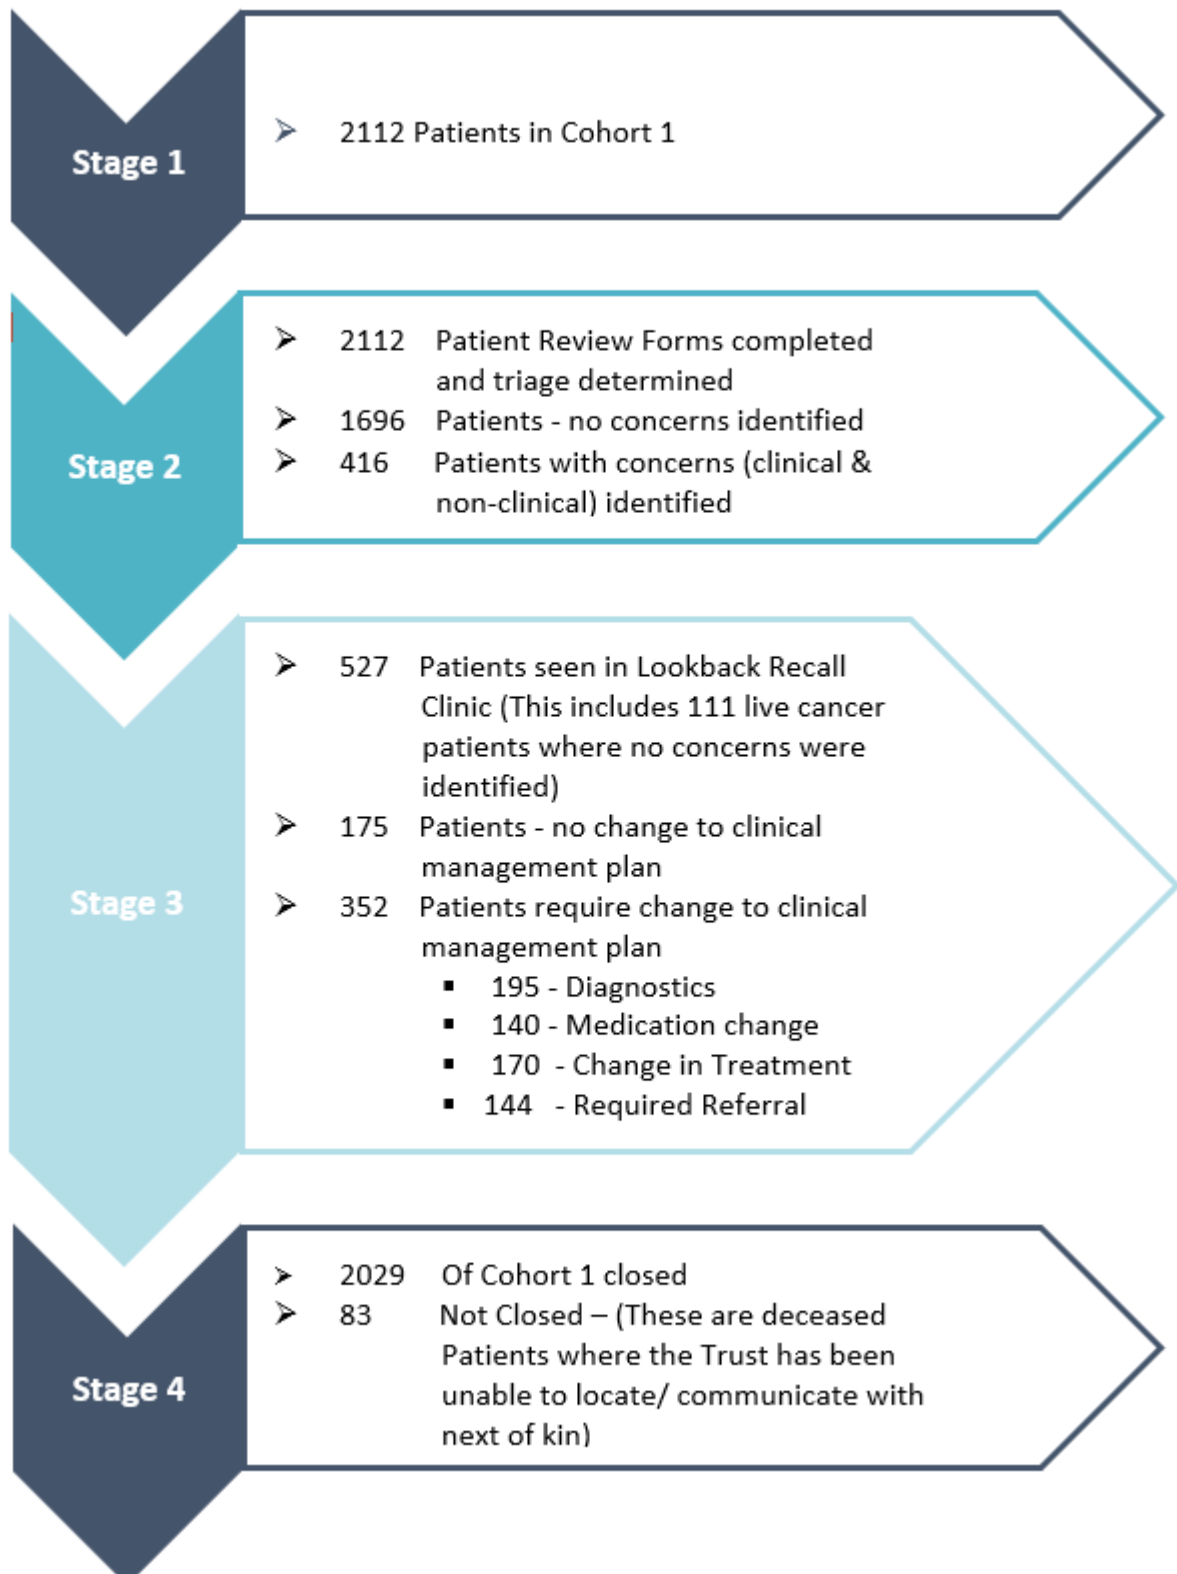 Stage 1
➢ 2112 Patients in Cohort 1
Stage 2
➢ 2112 Patient Review Forms completed
and triage determined
➢ 1696 Patients - no concerns identified
➢ 416 Patients with concerns (clinical &
non-clinical) identified
Stage 3
➢ 527 Patients seen in Lookback Recall
Clinic (This includes 111 live cancer
patients where no concerns were
identified)
➢ 175 Patients - no change to clinical
management plan
➢ 352 Patients require change to clinical
management plan
▪ 195 - Diagnostics
▪ 140 - Medication change
▪ 170 - Change in Treatment
▪ 144 - Required Referral
Stage 4
➢ 2029 Of Cohort 1 closed
➢ 83 Not Closed – (These are deceased
Patients where the Trust has been
unable to locate/ communicate with
next of kin)